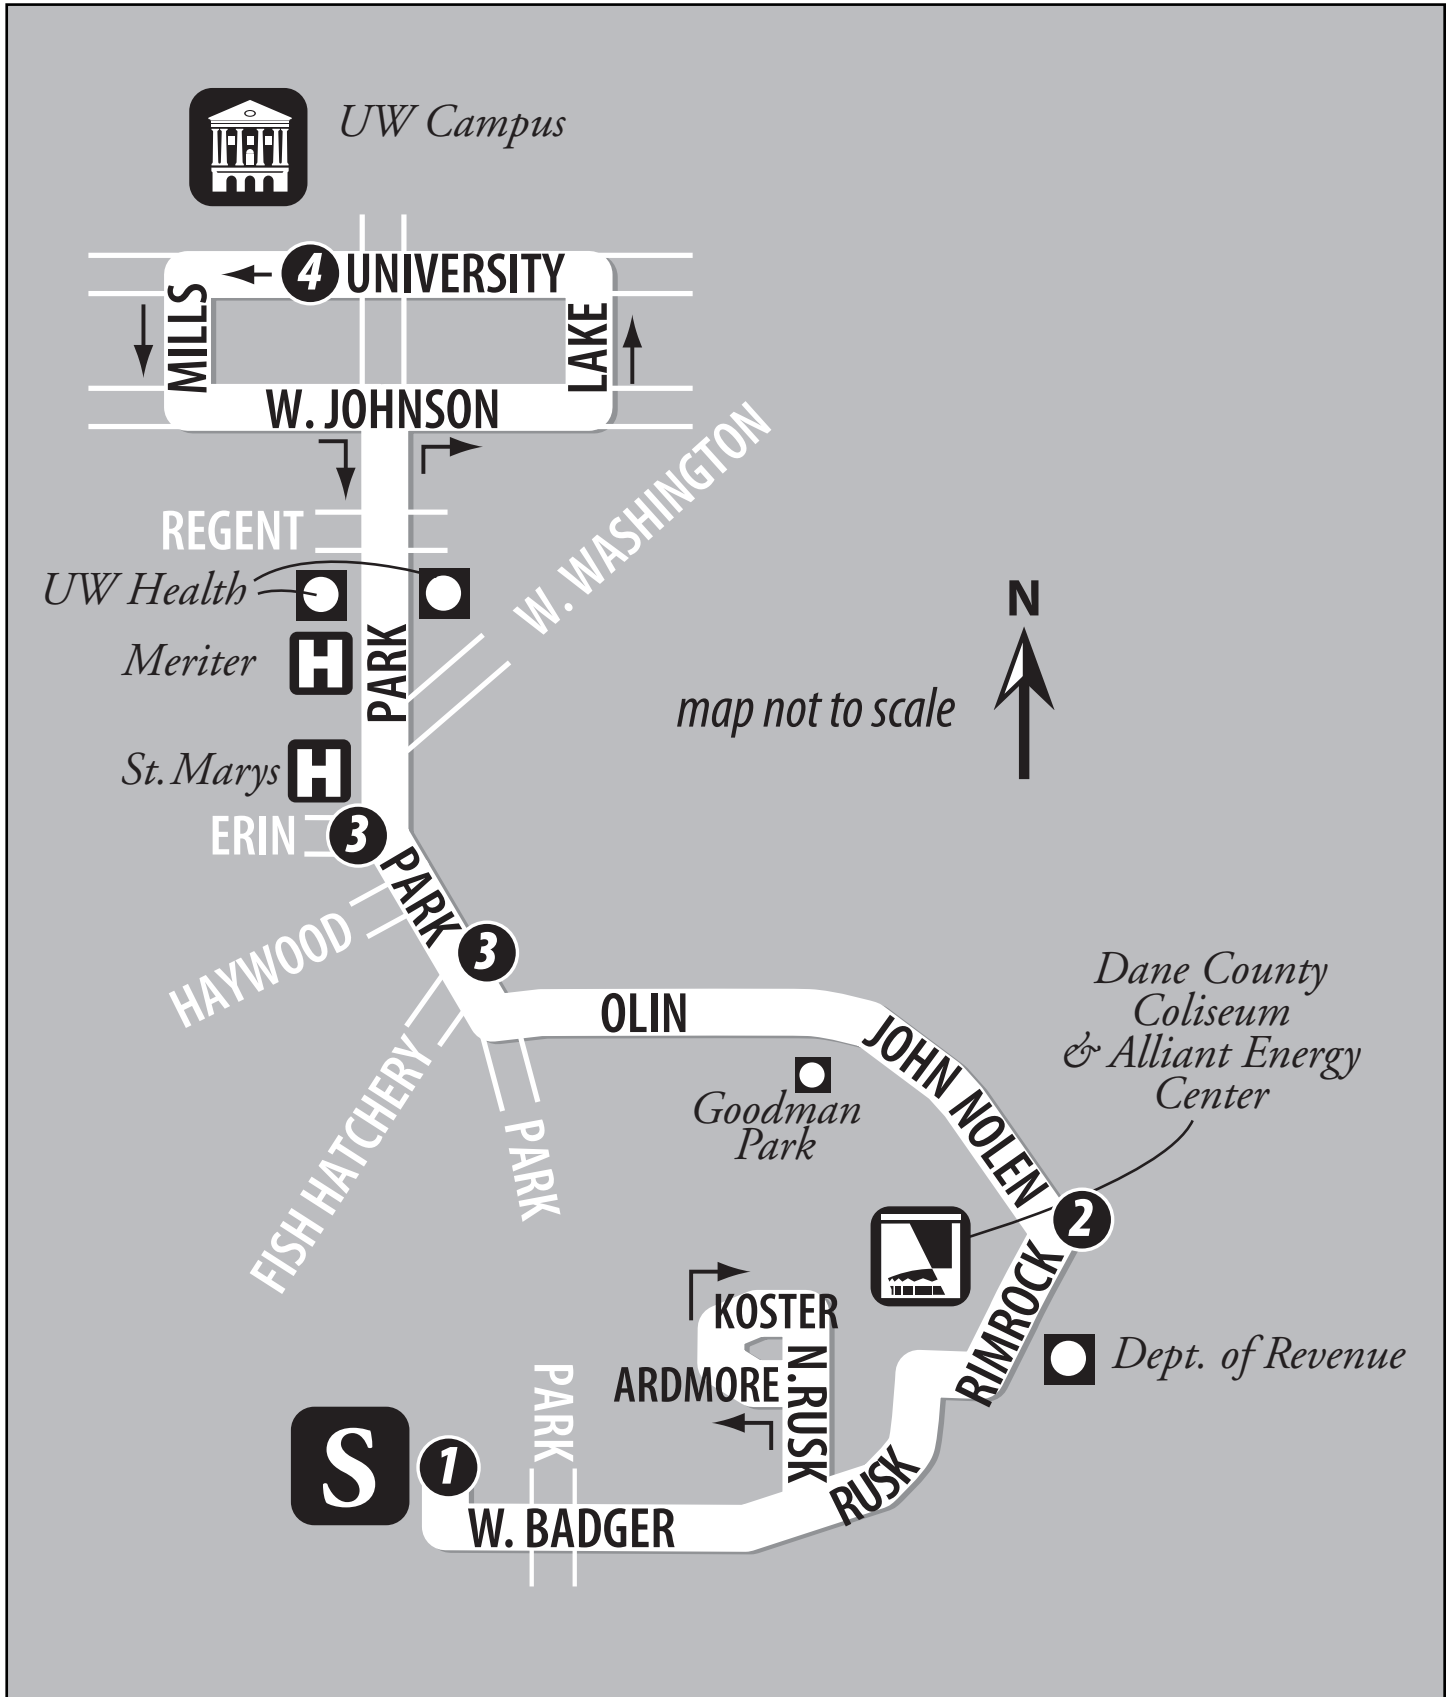 UW Campus
4
UNIVERSITY
MILLS
LAKE
W. JOHNSON
W. WASHINGTON
REGENT
UW Health
Meriter
H
PARK
N
map not to scale
St. Marys
H
ERIN
3
PARK
HAYWOOD
3
OLIN
JOHN NOLEN
Dane County
Coliseum
& Alliant Energy
Center
FISH HATCHERY
PARK
Goodman
Park
2
RIMROCK
KOSTER
N. RUSK
ARDMORE
Dept. of Revenue
PARK
S
1
RUSK
W. BADGER